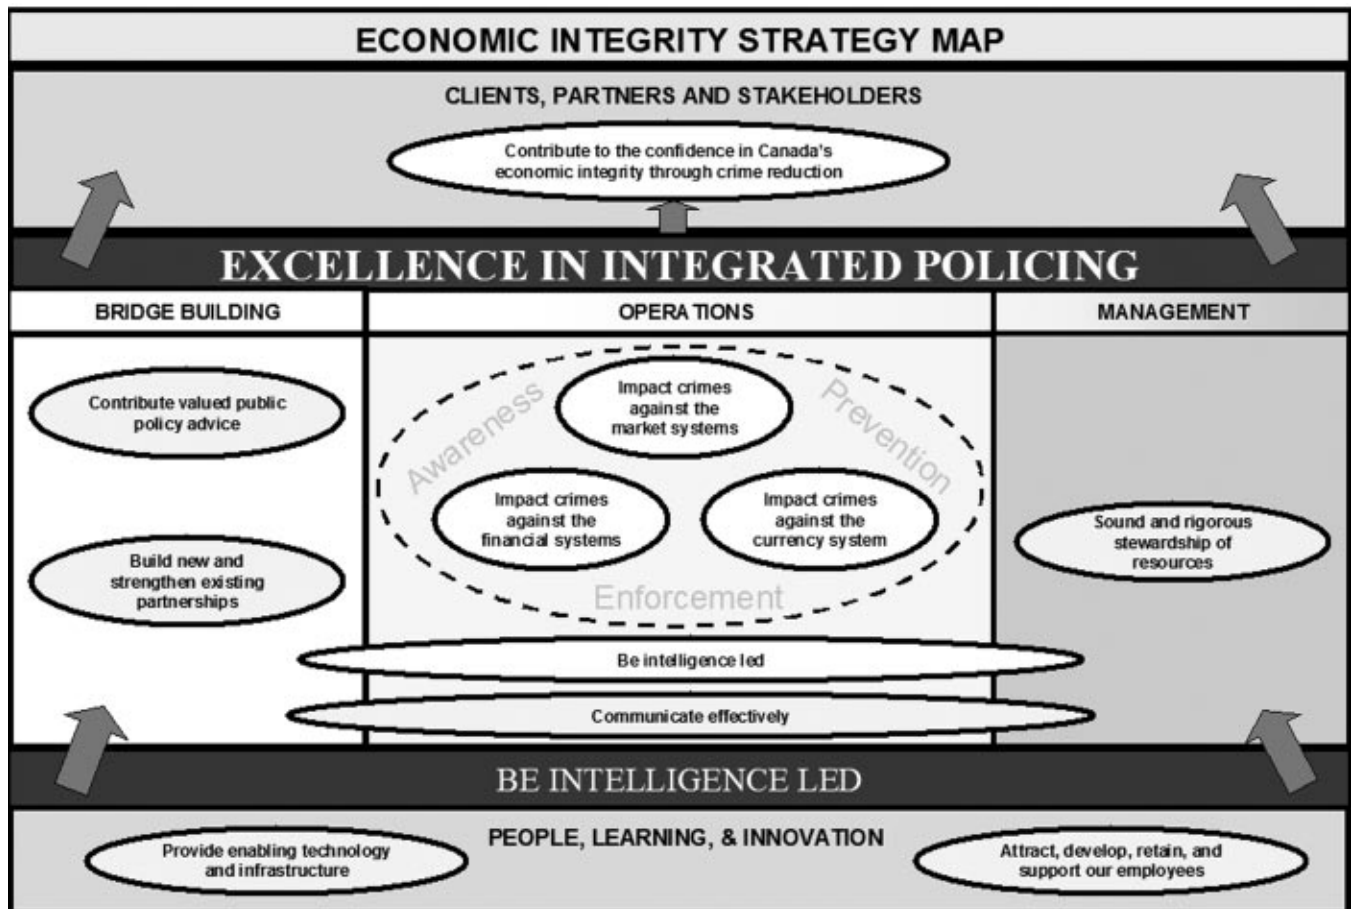 ECONOMIC INTEGRITY STRATEGY MAP
CLIENTS, PARTNERS AND STAKEHOLDERS
Contribute to the confidence in Canada's
economic integrity through crime reduction
EXCELLENCE IN INTEGRATED POLICING
BRIDGE BUILDING
OPERATIONS
MANAGEMENT
Contribute valued public
policy advice
Build new and
strengthen existing
partnerships
Awareness
Prevention
Impact crimes
against the
market systems
Impact crimes
against the
financial systems
Impact crimes
against the
currency system
Enforcement
Sound and rigorous
stewardship of
resources
Be intelligence led
Communicate effectively
BE INTELLIGENCE LED
PEOPLE, LEARNING, & INNOVATION
Provide enabling technology
and infrastructure
Attract, develop, retain, and
support our employees